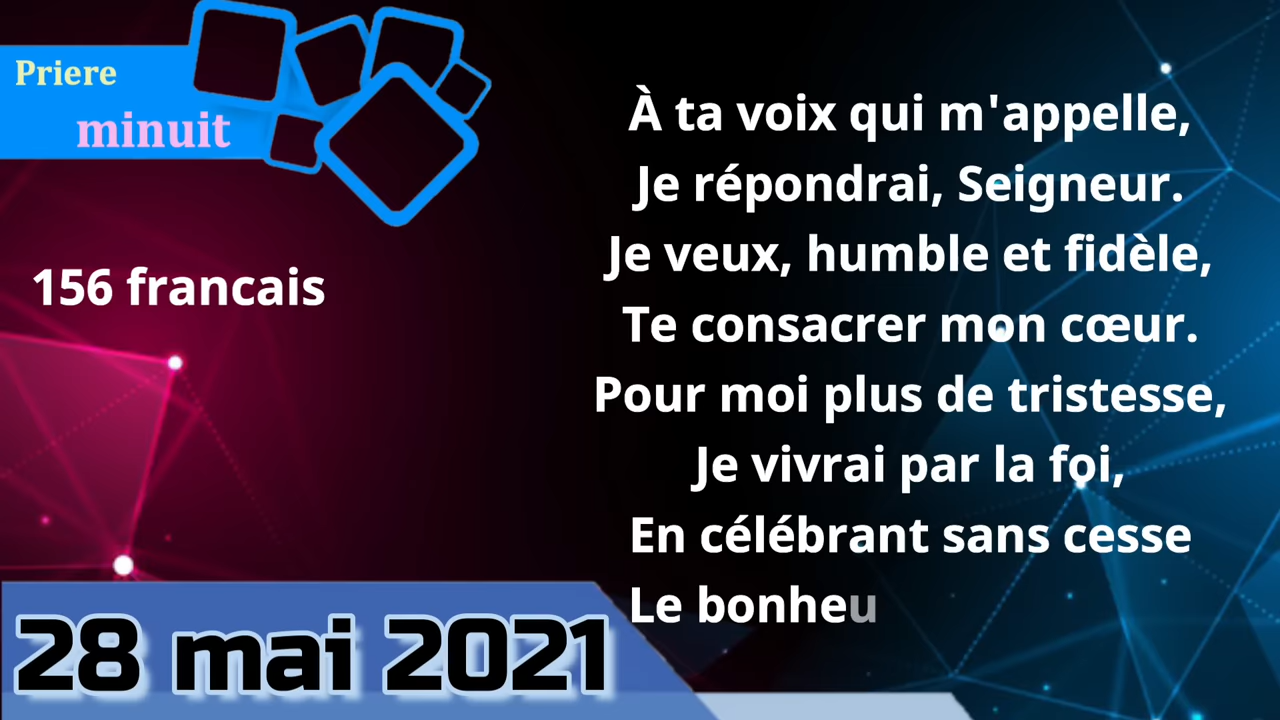 Priere
minuit
156 francais
À ta voix qui m'appelle,
Je répondrai, Seigneur.
Je veux, humble et fidèle,
Te consacrer mon cœur.
Pour moi plus de tristesse,
Je vivrai par la foi,
En célébrant sans cesse
Le bonheu
28 mai 2021